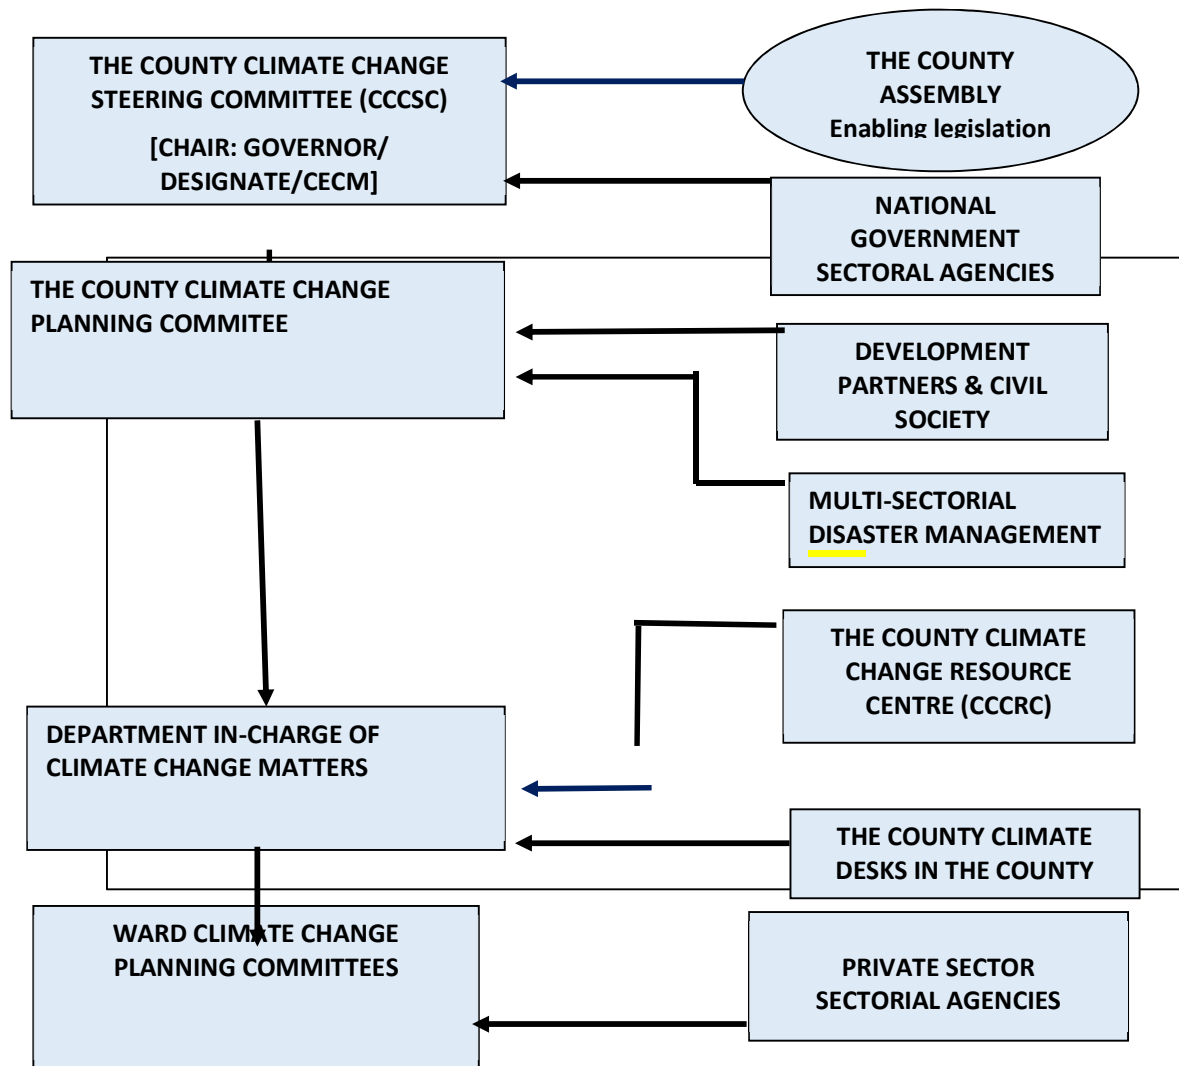 THE COUNTY CLIMATE CHANGE
STEERING COMMITTEE (CCCSC)
[CHAIR: GOVERNOR/
DESIGNATE/CECM]
THE COUNTY
ASSEMBLY
Enabling legislation
NATIONAL
GOVERNMENT
SECTORAL AGENCIES
THE COUNTY CLIMATE CHANGE
PLANNING COMMITEE
DEVELOPMENT
PARTNERS & CIVIL
SOCIETY
MULTI-SECTORIAL
DISASTER MANAGEMENT
THE COUNTY CLIMATE
CHANGE RESOURCE
CENTRE (CCCRC)
DEPARTMENT IN-CHARGE OF
CLIMATE CHANGE MATTERS
THE COUNTY CLIMATE
DESKS IN THE COUNTY
WARD CLIMATE CHANGE
PLANNING COMMITTEES
PRIVATE SECTOR
SECTORIAL AGENCIES